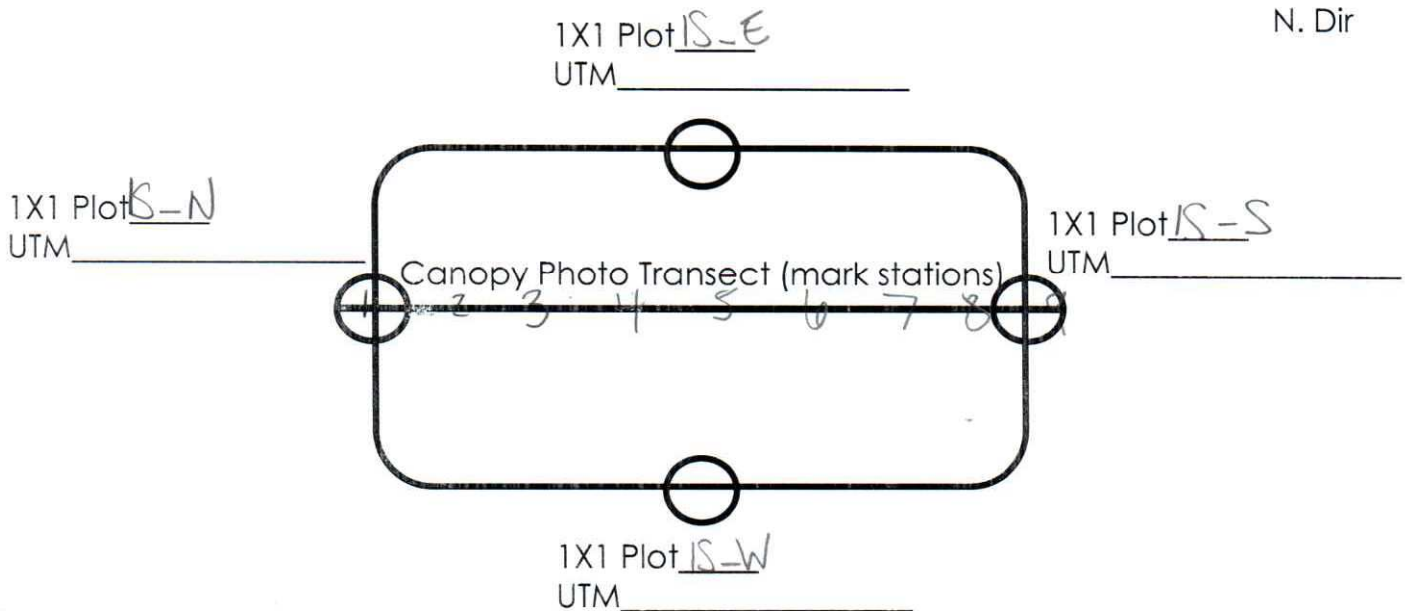 N. Dir
1X1 Plot IS-E
UTM
1X1 Plot IS-N
UTM
1X1 Plot IS-S
UTM
Canopy Photo Transect (mark stations)
1 2 3 4 5 6 7 8 9
1X1 Plot IS-W
UTM